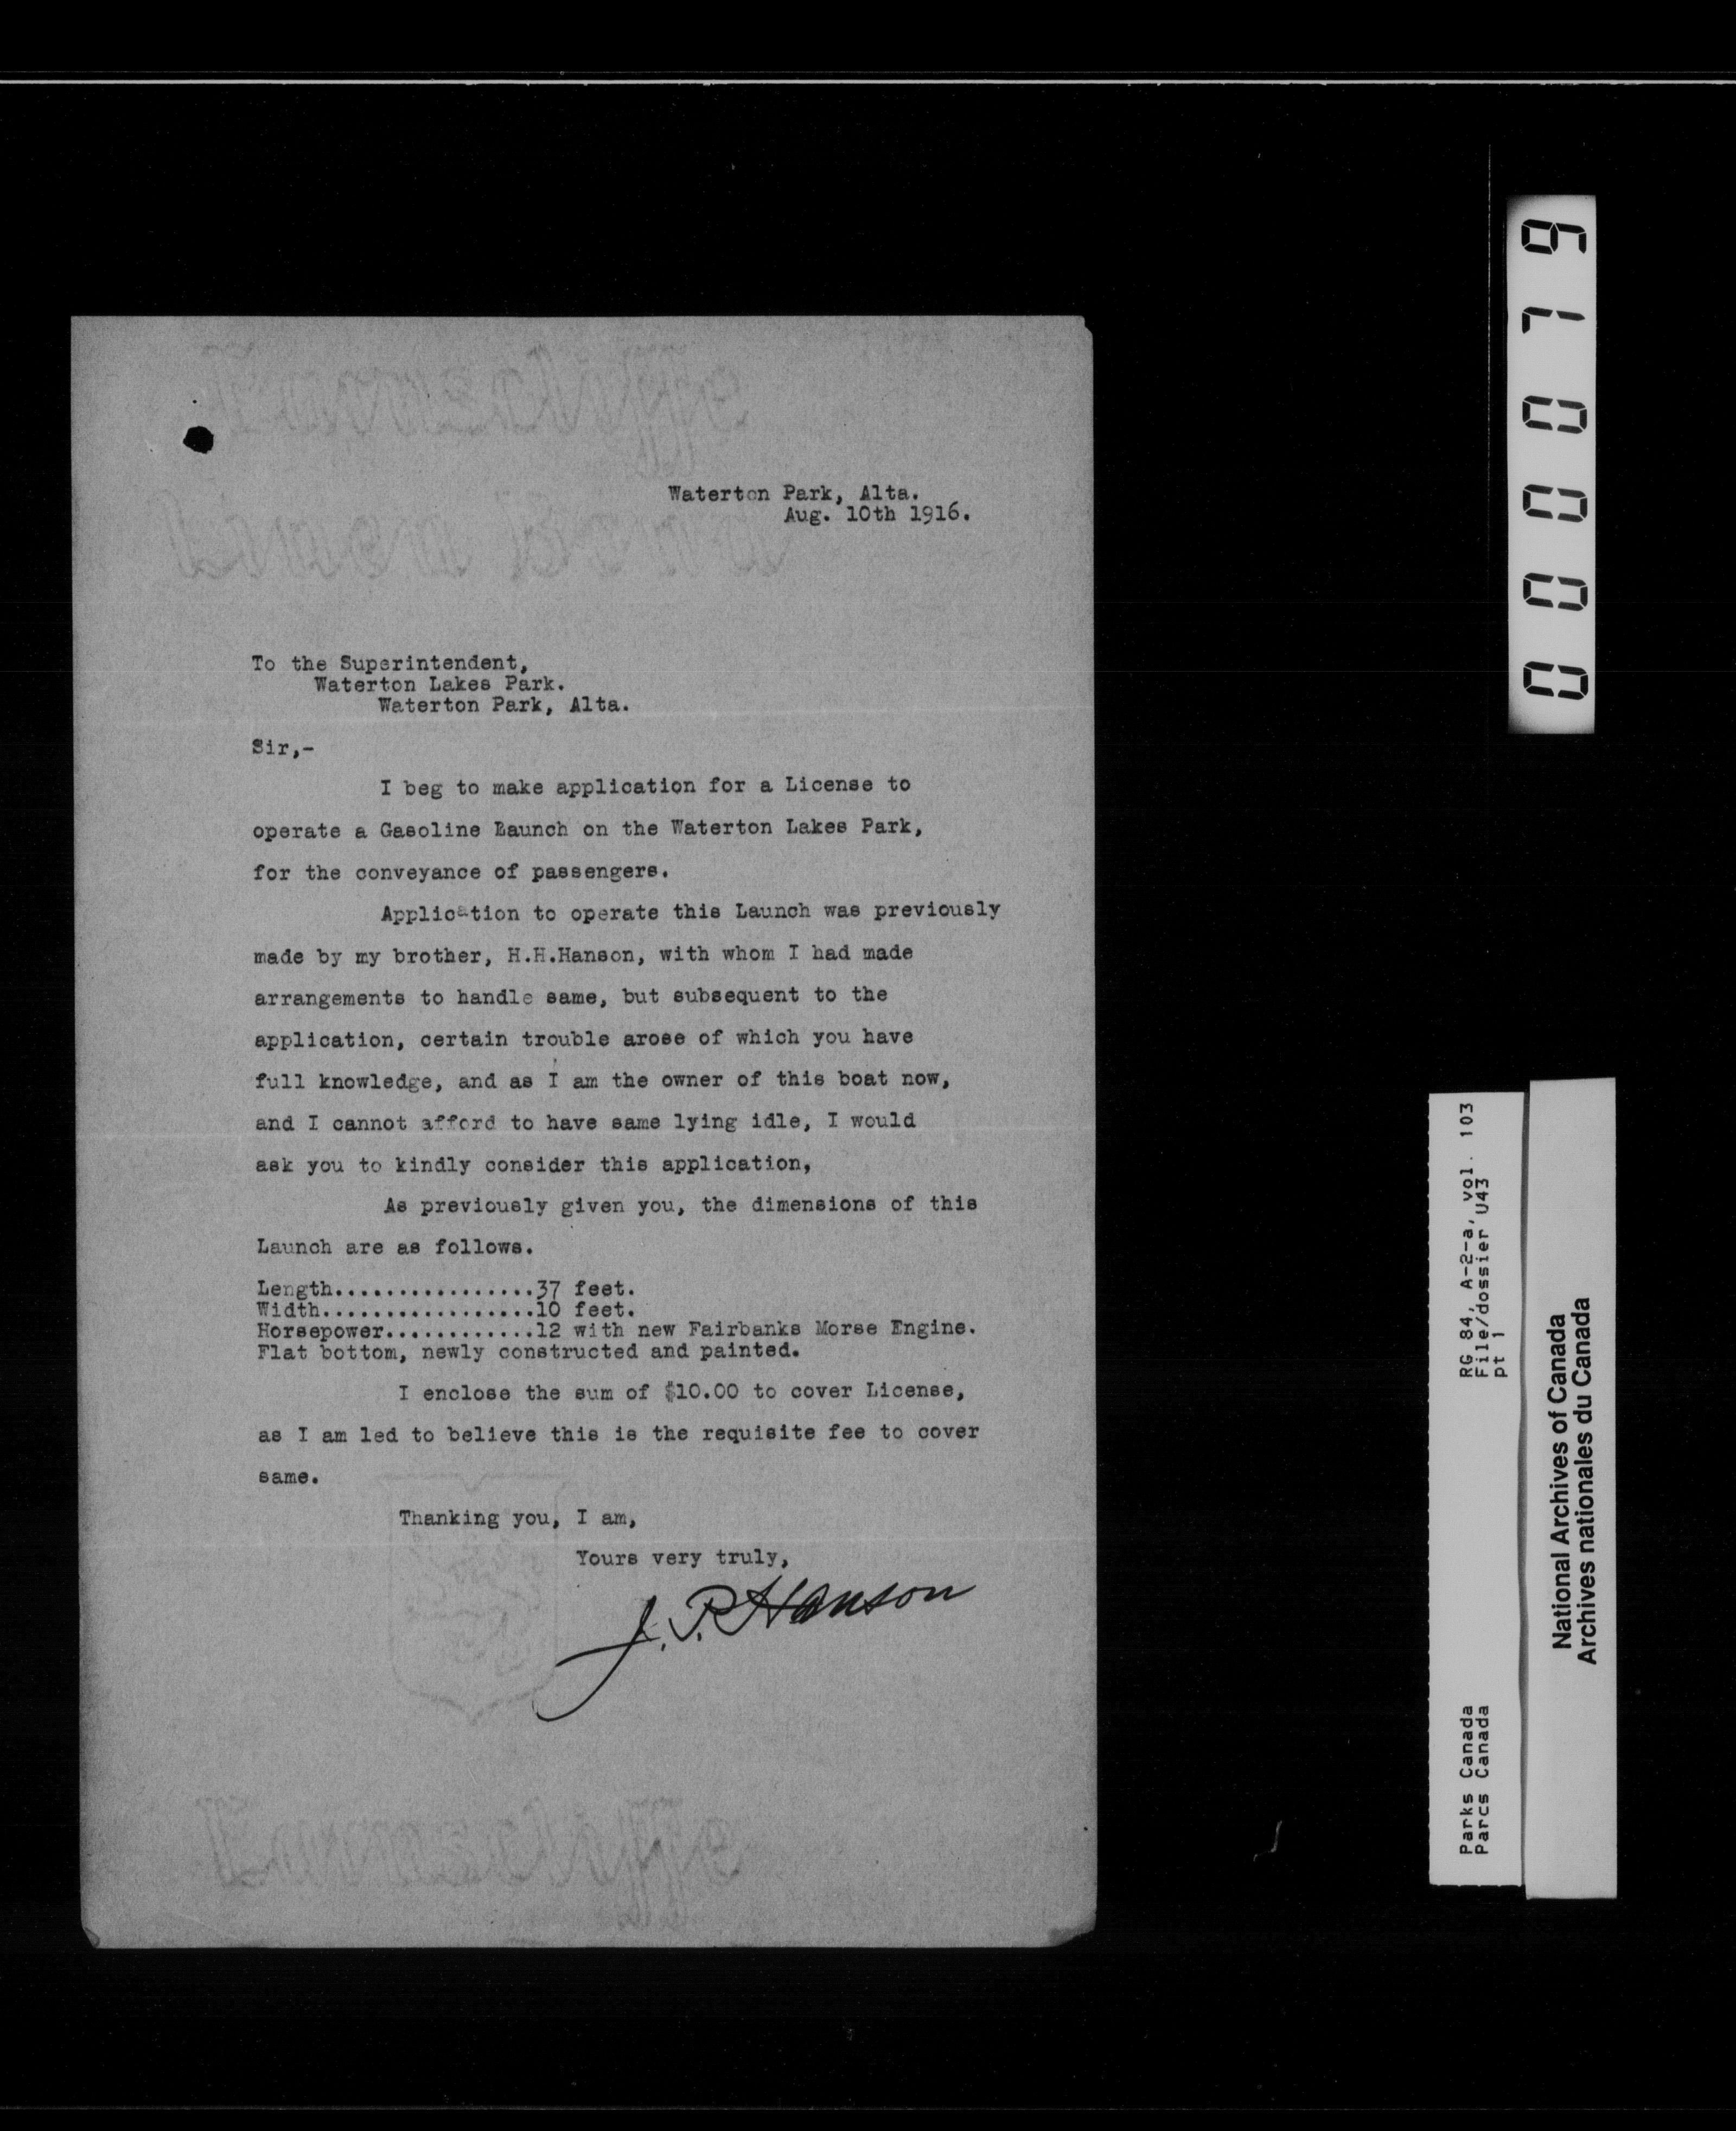 Waterton Park, Alta.
Aug. 10th 1916.
To the Superintendent,
Waterton Lakes Park.
Waterton Park, Alta.
Sir,-
I beg to make application for a License to
operate a Gasoline Launch on the Waterton Lakes Park,
for the conveyance of passengers.
Application to operate this Launch was previously
made by my brother, H.H.Hanson, with whom I had made
arrangements to handle same, but subsequent to the
application, certain trouble arose of which you have
full knowledge, and as I am the owner of this boat now,
and I cannot afford to have same lying idle, I would
ask you to kindly consider this application,
As previously given you, the dimensions of this
Launch are as follows.
Length................37 feet.
Width.................10 feet.
Horsepower............12 with new Fairbanks Morse Engine.
Flat bottom, newly constructed and painted.
I enclose the sum of $10.00 to cover License,
as I am led to believe this is the requisite fee to cover
same.
Thanking you, I am,
Yours very truly,
J. P. Hanson
000079
RG 84, A-2-a, vol. 103
File/dossier U43
pt 1
Parks Canada
Parcs Canada
National Archives of Canada
Archives nationales du Canada